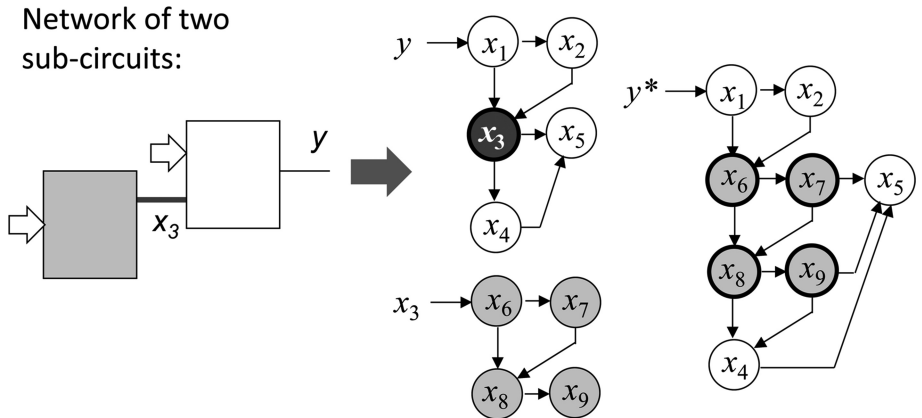 Network of two
sub-circuits:
y
x3
y
x1
x2
x3
x5
x4
x3
x6
x7
x8
x9
y*
x1
x2
x6
x7
x5
x8
x9
x4